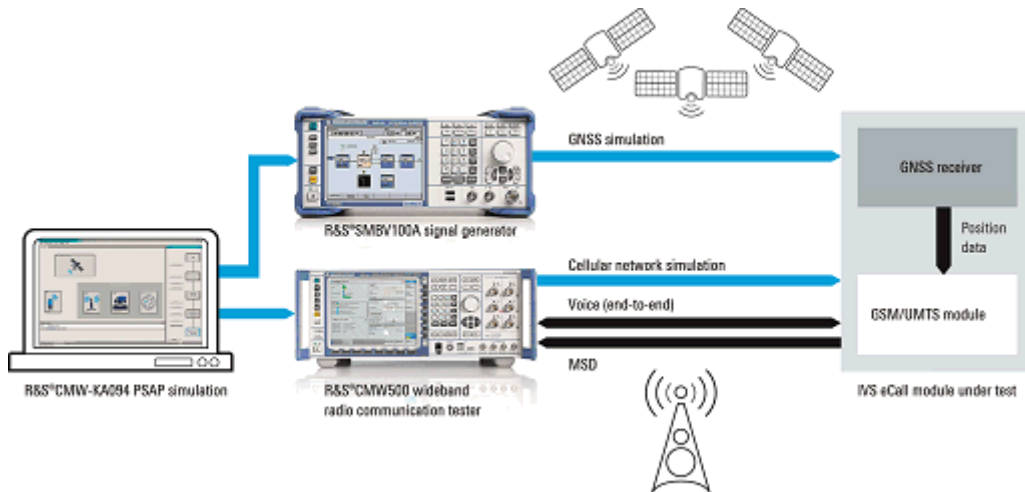 GNSS simulation
GNSS receiver
R&S®SMBV100A signal generator
Position
data
Cellular network simulation
Voice (end-to-end)
GSM/UMTS module
MSD
R&S®CMW-KA094 PSAP simulation
R&S®CMW500 wideband
radio communication tester
IVS eCall module under test